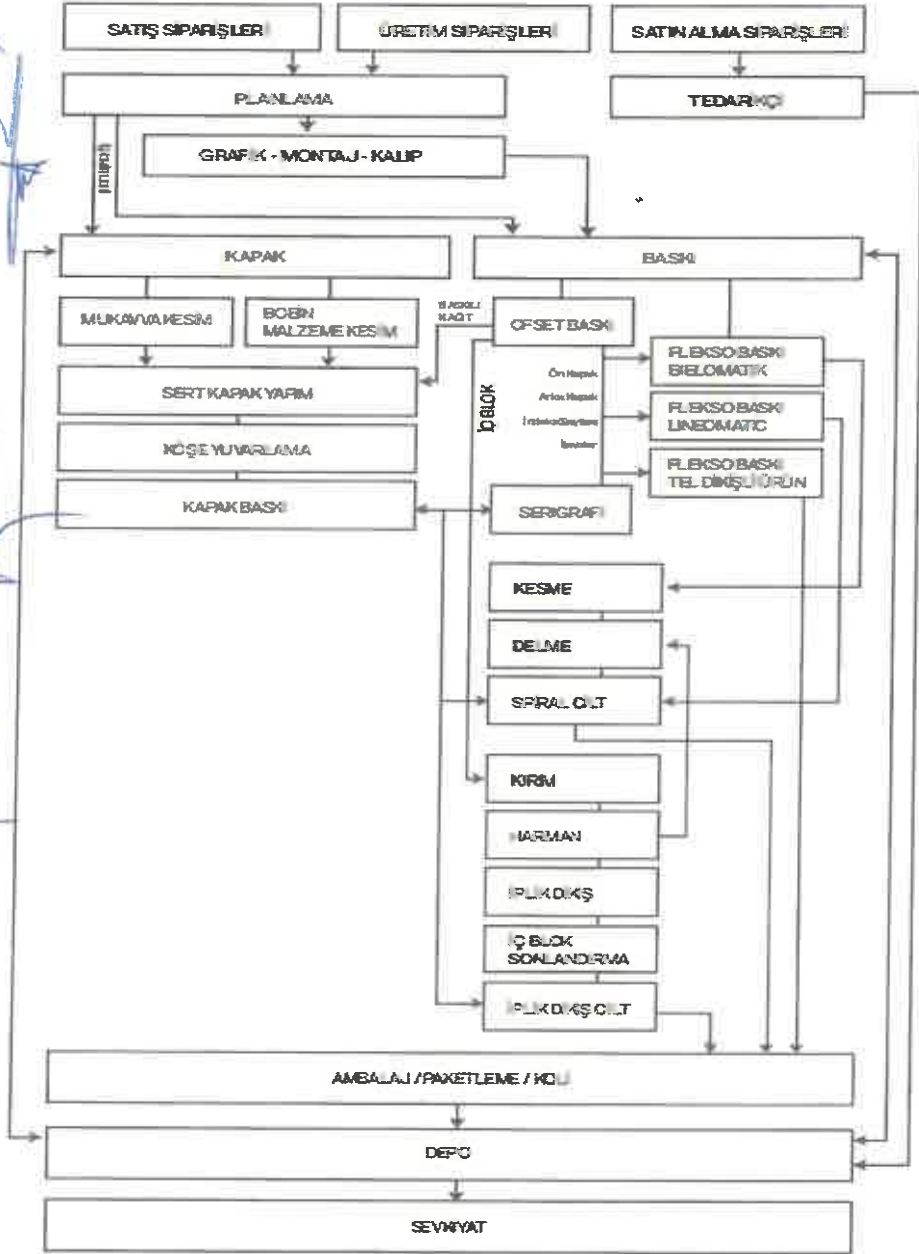 SATIŞ SİPARİŞLERİ
ÜRETİM SİPARİŞLERİ
SATIN ALMA SİPARİŞLERİ
PLANLAMA
TEDARİKÇİ
GRAFİK - MONTAJ - KALIP
KAPAK
BASKI
MUKAVVA KESİM
BOBİN
MALZEME KESİM
BASKILI
KAĞIT
OFSET BASKI
FLEKSO BASKI
BIELOMATIK
SERT KAPAK YAPIM
İÇ BLOK
Ön Kapak
Arka Kapak
FLEKSO BASKI
LINEOMATIC
KÖŞE YUVARLAMA
FLEKSO BASKI
TEL DİKİŞLİ ÜRÜN
KAPAK BASKI
SERİGRAFİ
KESME
DELME
SPİRAL CİLT
KIRIM
HARMAN
İPLİK DİKİŞ
İÇ BLOK
SONLANDIRMA
İPLİK DİKİŞ CİLT
AMBALAJ / PAKETLEME / KOLİ
DEPO
SEVKİYAT